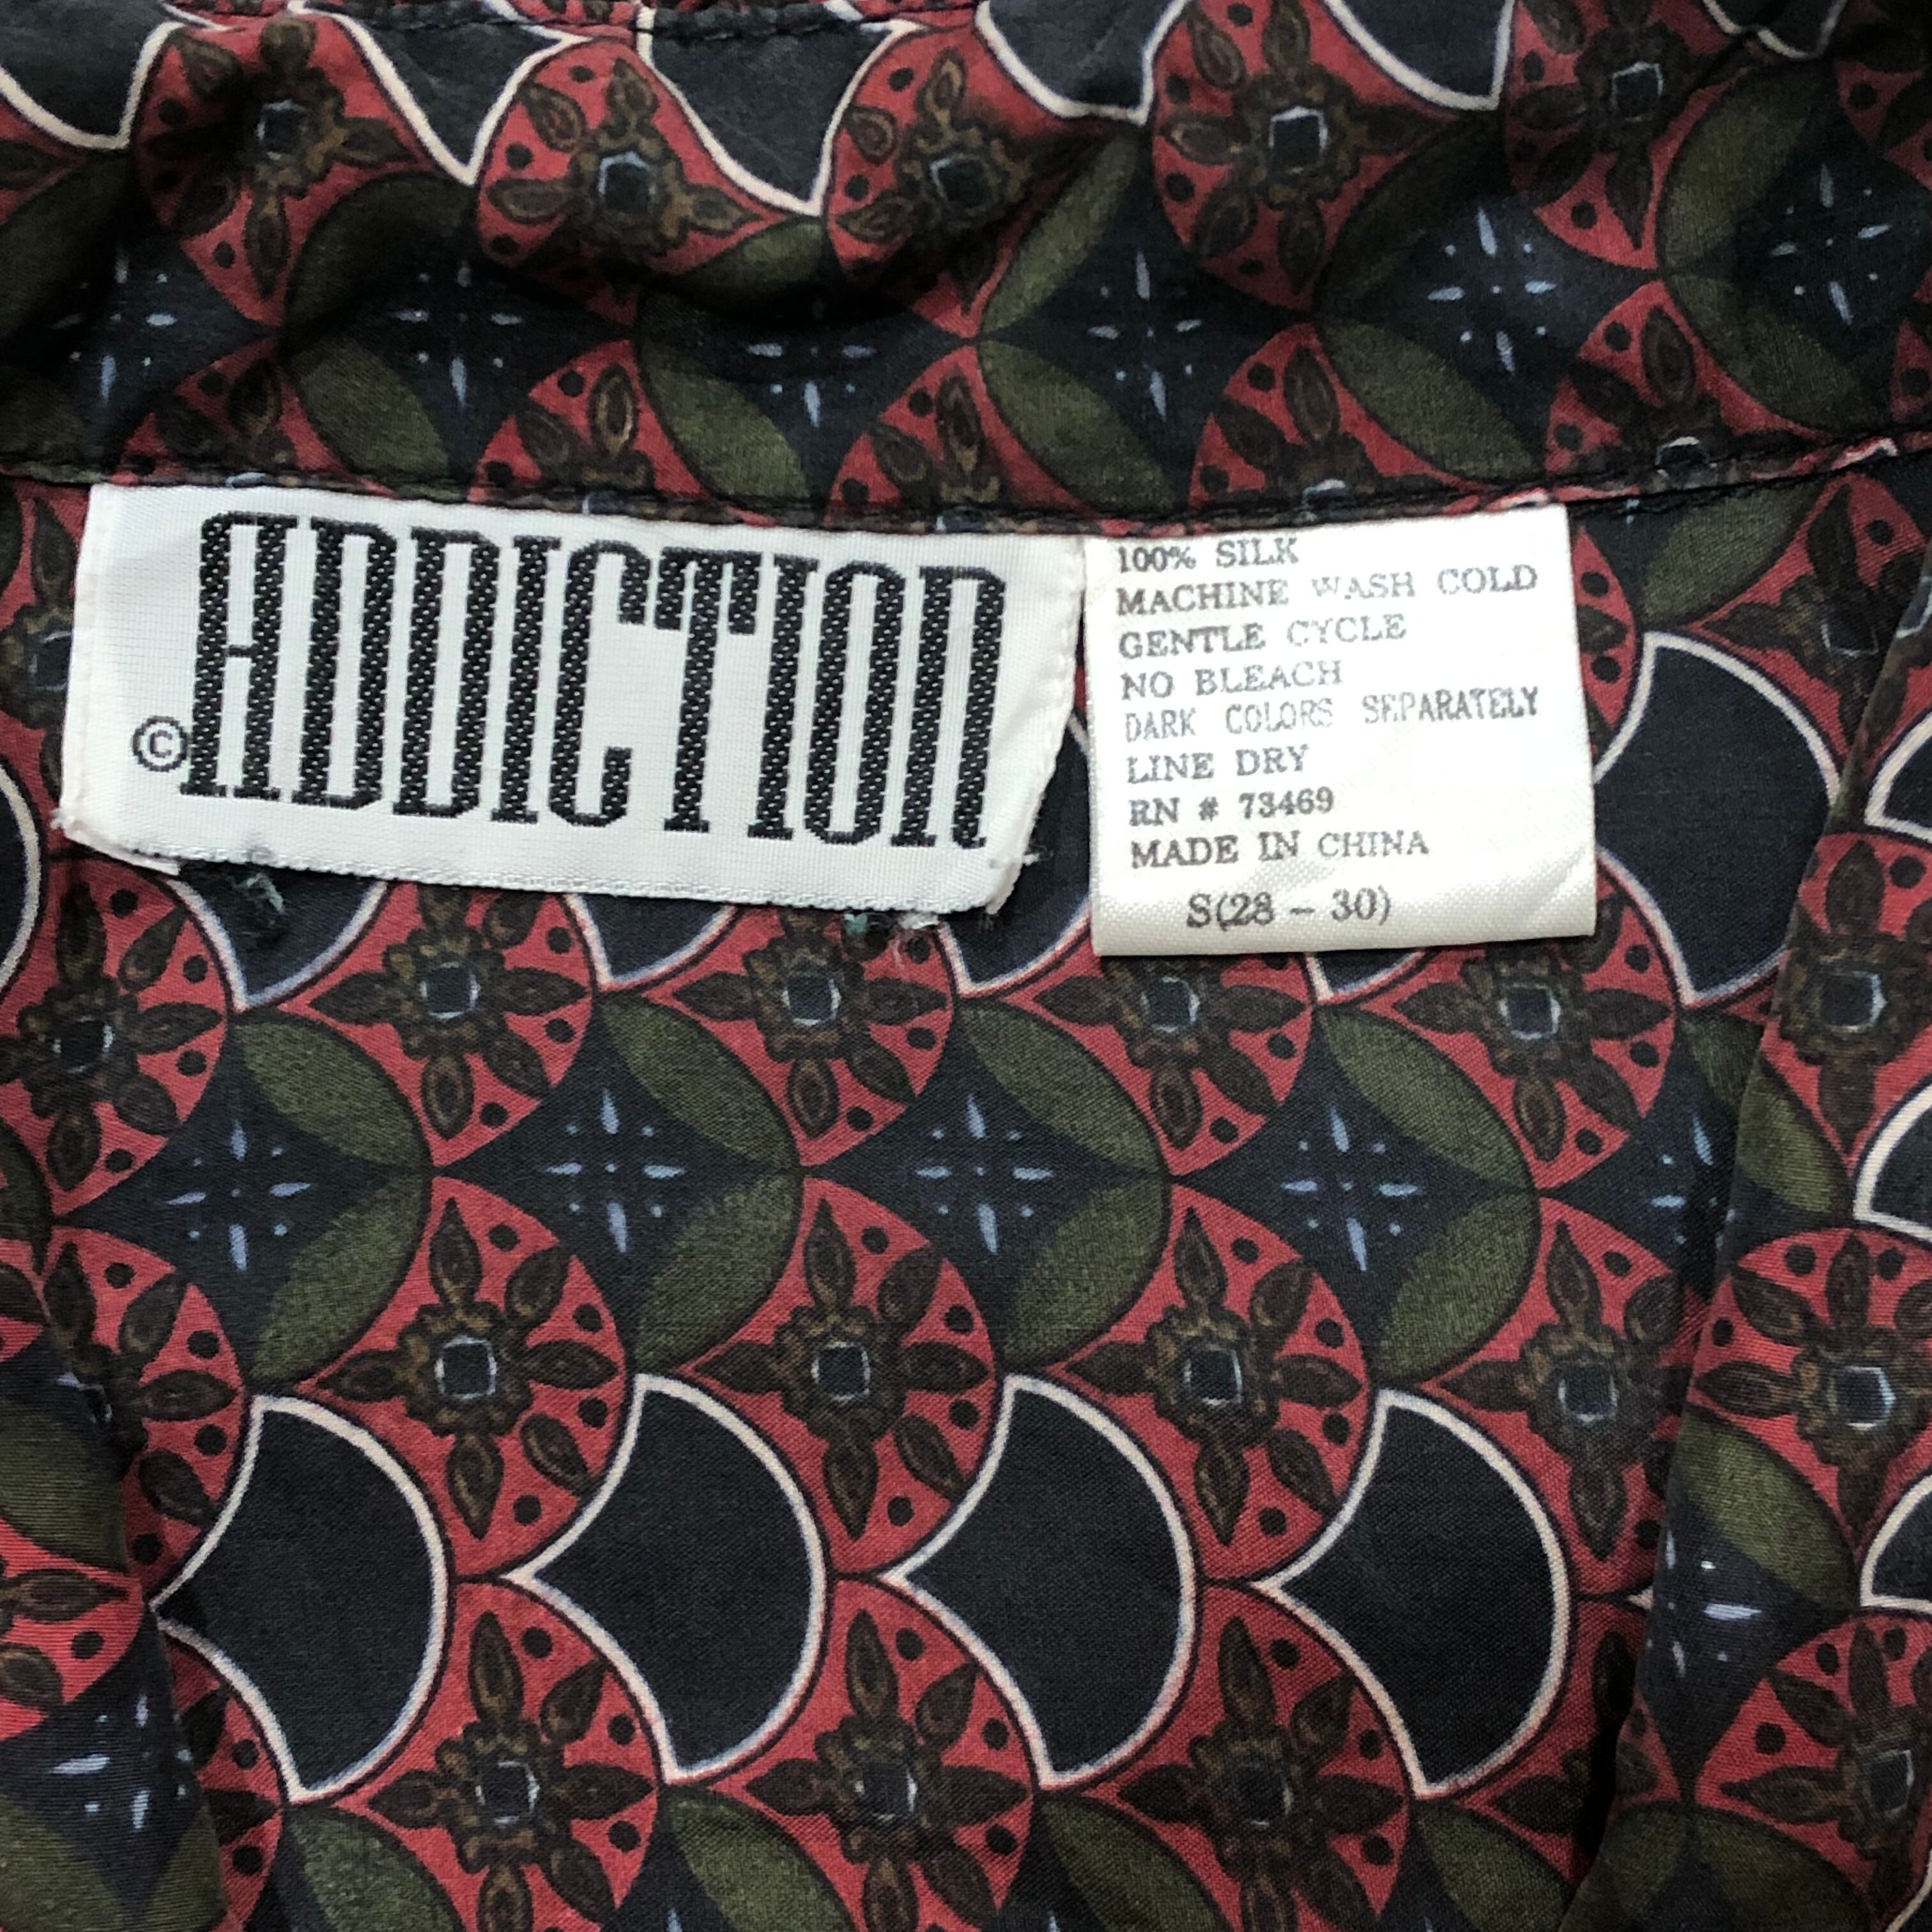 ©ADDICTION
100% SILK
MACHINE WASH COLD
GENTLE CYCLE
NO BLEACH
DARK COLORS SEPARATELY
LINE DRY
RN # 73469
MADE IN CHINA
S(28 – 30)